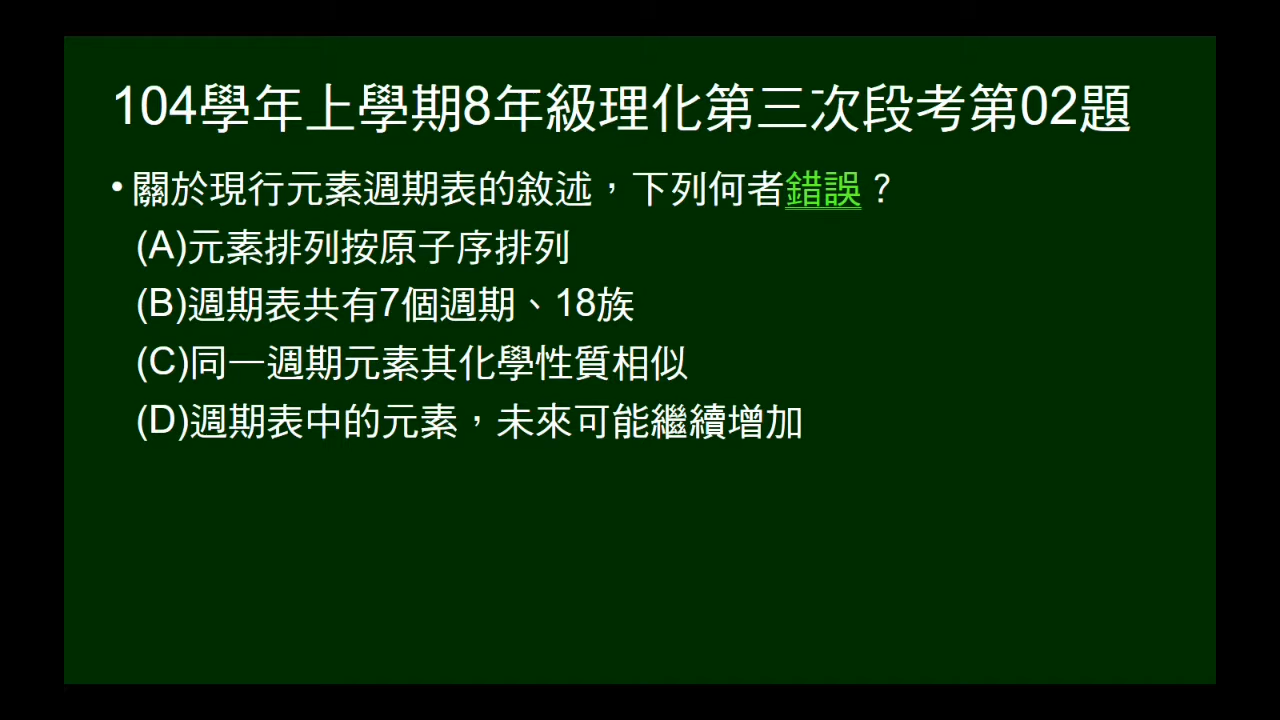 104學年上學期8年級理化第三次段考第02題
• 關於現行元素週期表的敘述，下列何者錯誤？
(A)元素排列按原子序排列
(B)週期表共有7個週期、18族
(C)同一週期元素其化學性質相似
(D)週期表中的元素，未來可能繼續增加